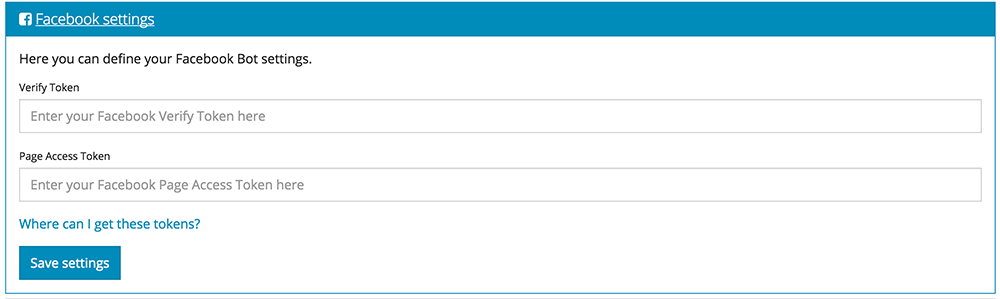 Facebook settings
Here you can define your Facebook Bot settings.
Verify Token
Enter your Facebook Verify Token here
Page Access Token
Enter your Facebook Page Access Token here
Where can I get these tokens?
Save settings